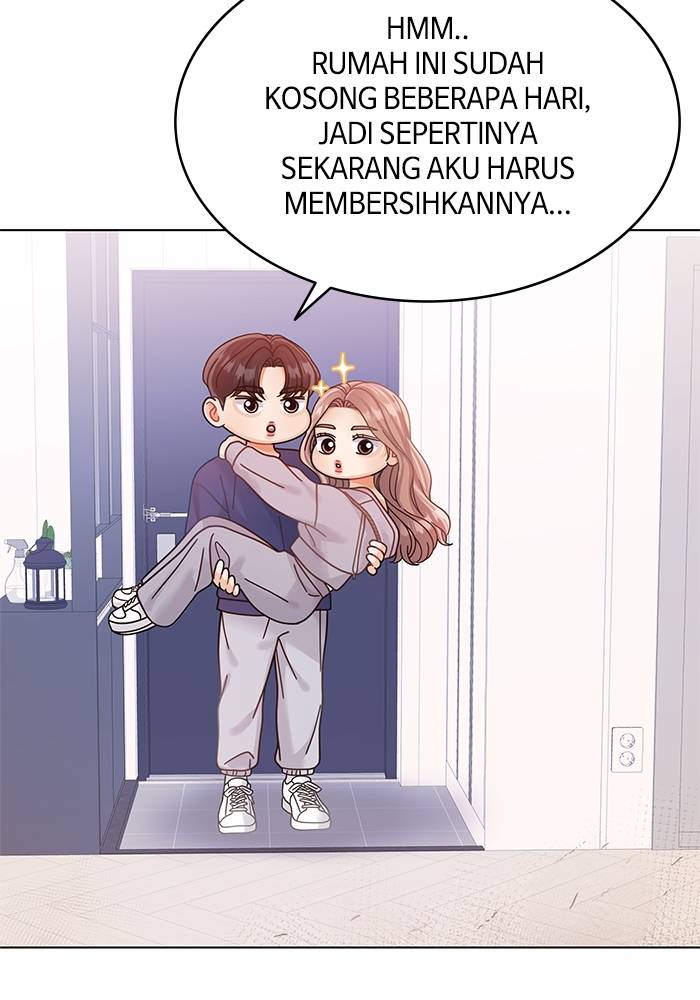 HMM..
RUMAH INI SUDAH
KOSONG BEBERAPA HARI,
JADI SEPERTINYA
SEKARANG AKU HARUS
MEMBERSIHKANNYA...